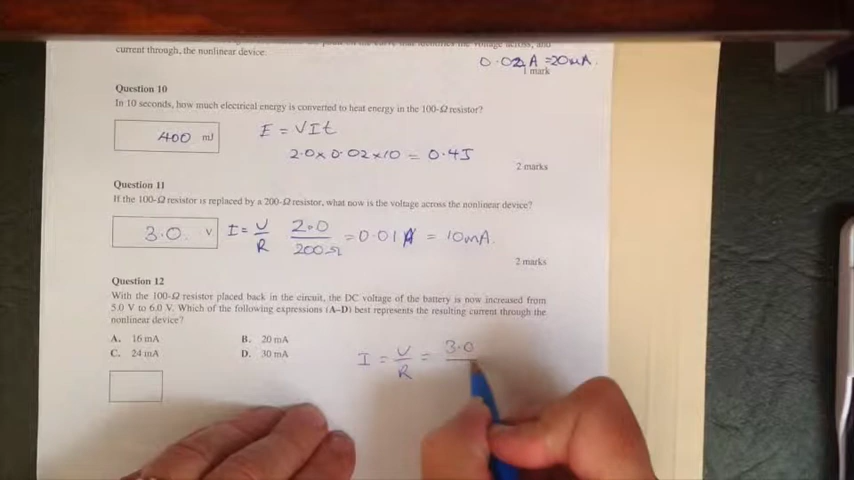 current through, the nonlinear device.
0.02A = 20mA.
1 mark
Question 10
In 10 seconds, how much electrical energy is converted to heat energy in the 100-Ω resistor?
400 mJ
E = VIt
2.0 x 0.02 x 10 = 0.4J
2 marks
Question 11
If the 100-Ω resistor is replaced by a 200-Ω resistor, what now is the voltage across the nonlinear device?
3.0 V
I = V/R 2.0/200Ω = 0.01A = 10mA.
2 marks
Question 12
With the 100-Ω resistor placed back in the circuit, the DC voltage of the battery is now increased from
5.0 V to 6.0 V. Which of the following expressions (A–D) best represents the resulting current through the
nonlinear device?
A. 16 mA B. 20 mA
C. 24 mA D. 30 mA
I = V/R = 3.0